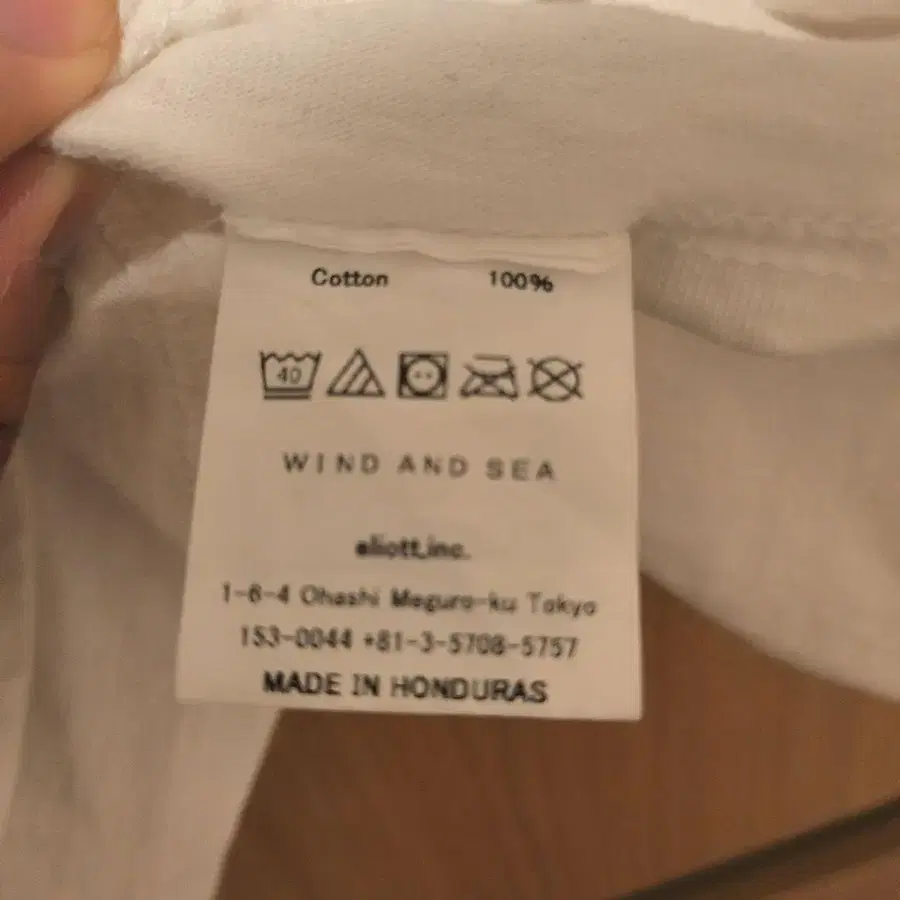 Cotton 100%
40
WIND AND SEA
eliott.inc.
1-6-4 Ohashi Meguro-ku Tokyo
153-0044 +81-3-5708-5757
MADE IN HONDURAS